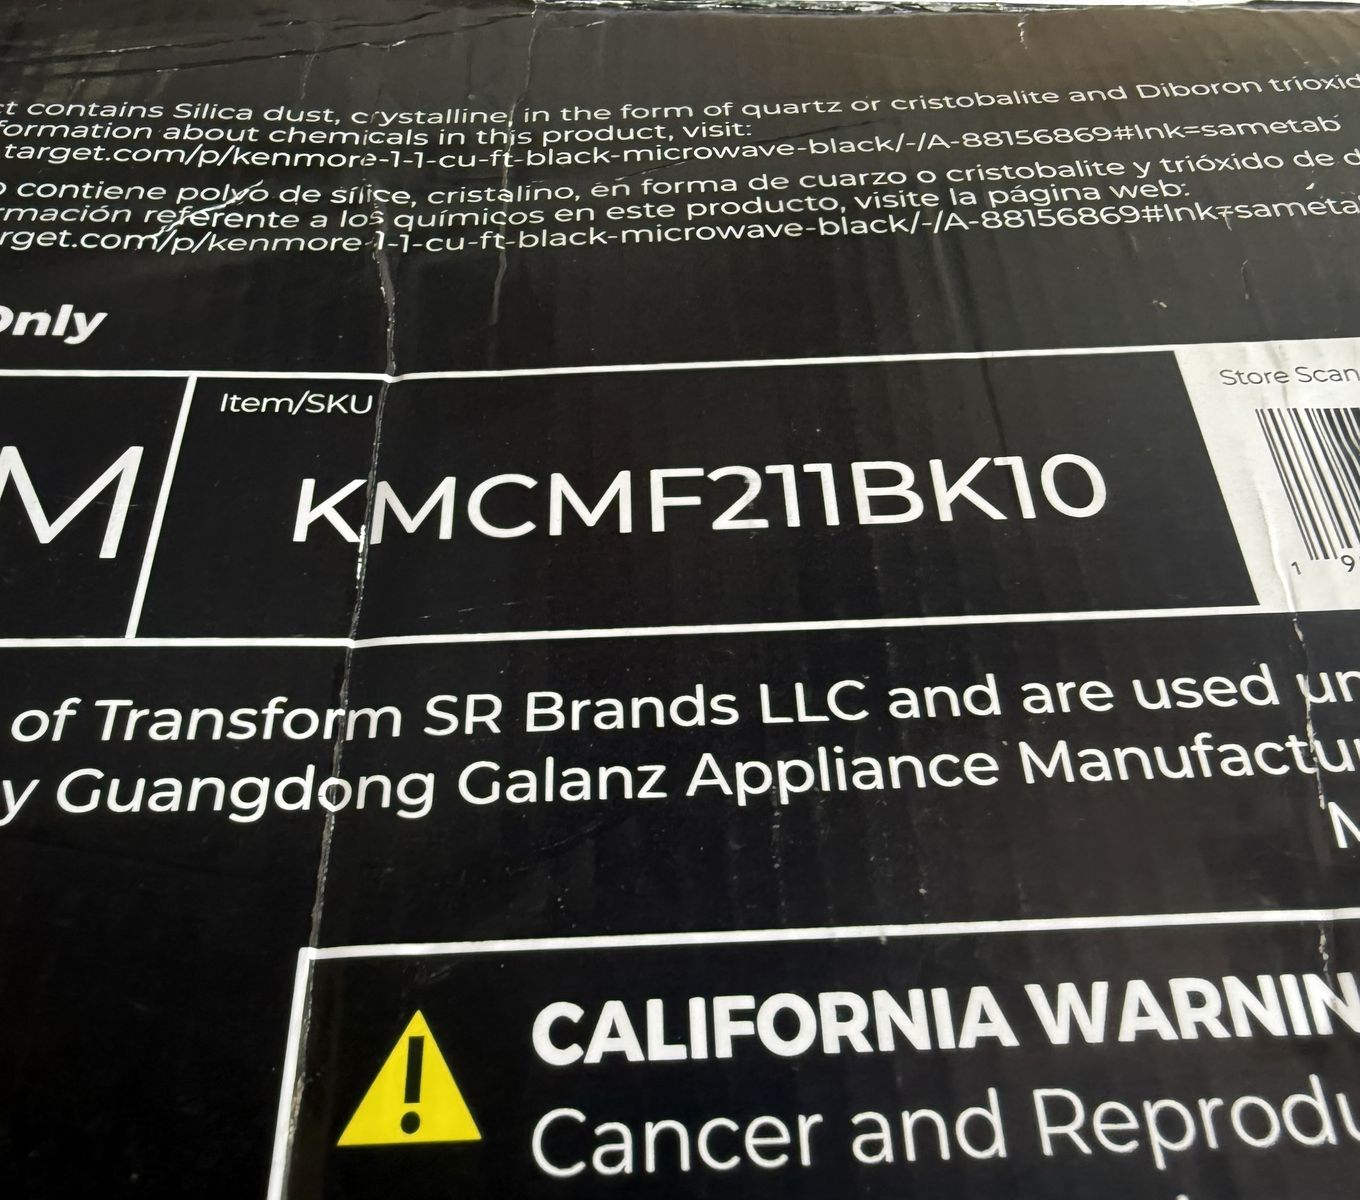 contains Silica dust, crystalline, in the form of quartz or cristobalite and Diboron
about chemicals in this product, visit:
target.com/p/kenmore-1-1-cu-ft-black-microwave-black/-/A-88156869#lnk=sametab
contiene polvo de sílice, cristalino, en forma de cuarzo o cristobalite y trióxido de
referente a los químicos en este producto, visite la página web:
rget.com/p/kenmore-1-1-cu-ft-black-microwave-black/-/A-88156869#lnk=sameta
Only
Item/SKU
Store Scan
M
KMCMF211BK10
1 9
of Transform SR Brands LLC and are used un
y Guangdong Galanz Appliance Manufactu
CALIFORNIA WARNIN
Cancer and Reprodu